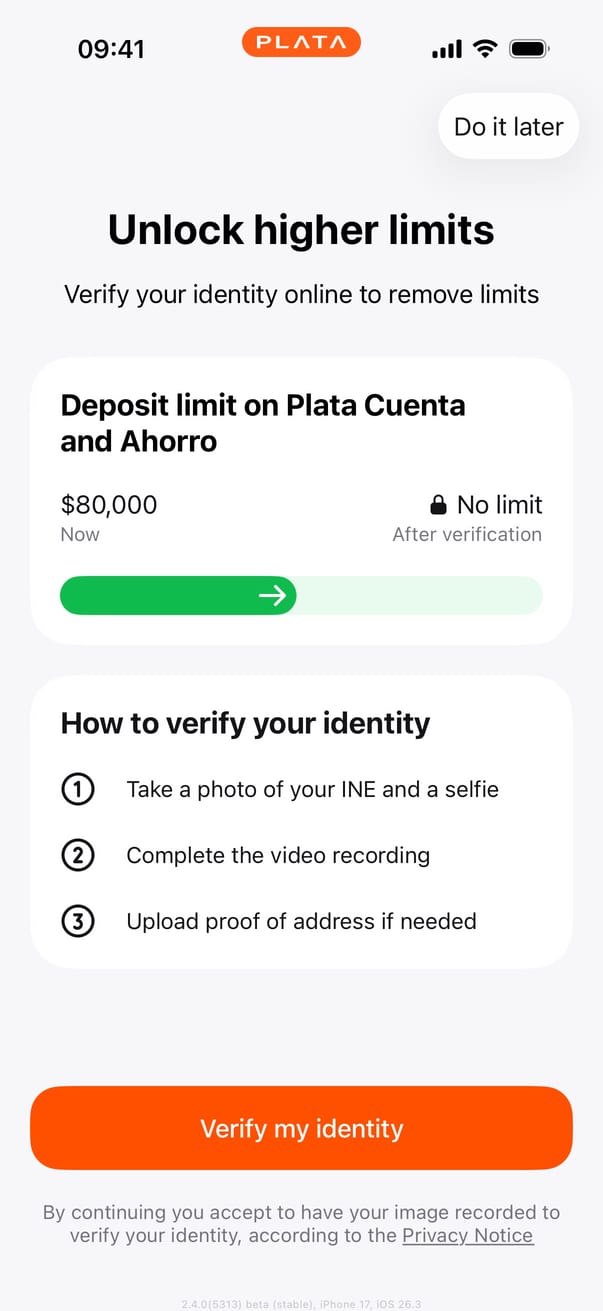 09:41
PLATA
Do it later
Unlock higher limits
Verify your identity online to remove limits
Deposit limit on Plata Cuenta
and Ahorro
$80,000
No limit
Now
After verification
How to verify your identity
1 Take a photo of your INE and a selfie
2 Complete the video recording
3 Upload proof of address if needed
Verify my identity
By continuing you accept to have your image recorded to
verify your identity, according to the Privacy Notice
2.4.0(5313) beta (stable), iPhone 17, iOS 26.3